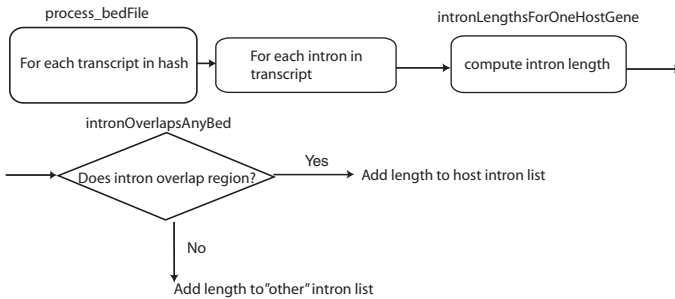 process_bedFile
intronLengthsForOneHostGene
For each transcript in hash
For each intron in
transcript
compute intron length
intronOverlapsAnyBed
Does intron overlap region?
Yes
Add length to host intron list
No
Add length to"other" intron list